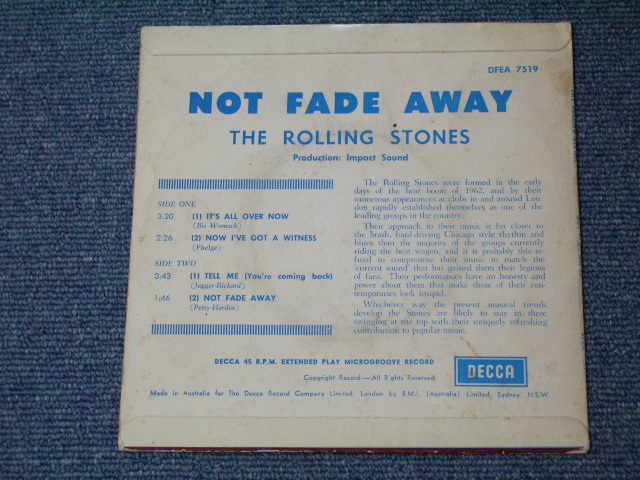 DFEA 7519
NOT FADE AWAY
THE ROLLING STONES
Production: Impact Sound
SIDE ONE
3:20 (1) IT'S ALL OVER NOW
(Bis Womack)
2:26 (2) NOW I'VE GOT A WITNESS
(Phelge)
SIDE TWO
3:43 (1) TELL ME (You're coming back)
(Jagger-Richard)
1:46 (2) NOT FADE AWAY
(Petty-Hardin)
The Rolling Stones were formed in the early
days of the beat boom of 1962, and by their
numerous appearances at clubs in and around Lon-
don rapidly established themselves as one of the
leading groups in the country.
Their approach to their music is far closer to
the brash, hard-driving Chicago style rhythm and
blues than the majority of the groups currently
riding the beat wagon, and it is probably this re-
fusal to compromise their music to match the
'current sound' that has gained them their legions
of fans. Their performances have an honesty and
power about them that make those of their con-
temporaries look insipid.
Whichever way the present musical trends
develop the Stones are likely to stay in there
swinging at the top with their uniquely refreshing
contribution to popular music.
DECCA 45 R.P.M. EXTENDED PLAY MICROGROOVE RECORD
Copyright Record — All Rights Reserved.
DECCA
Made in Australia for The Decca Record Company Limited, London by E.M.I. (Australia) Limited, Sydney, N.S.W.